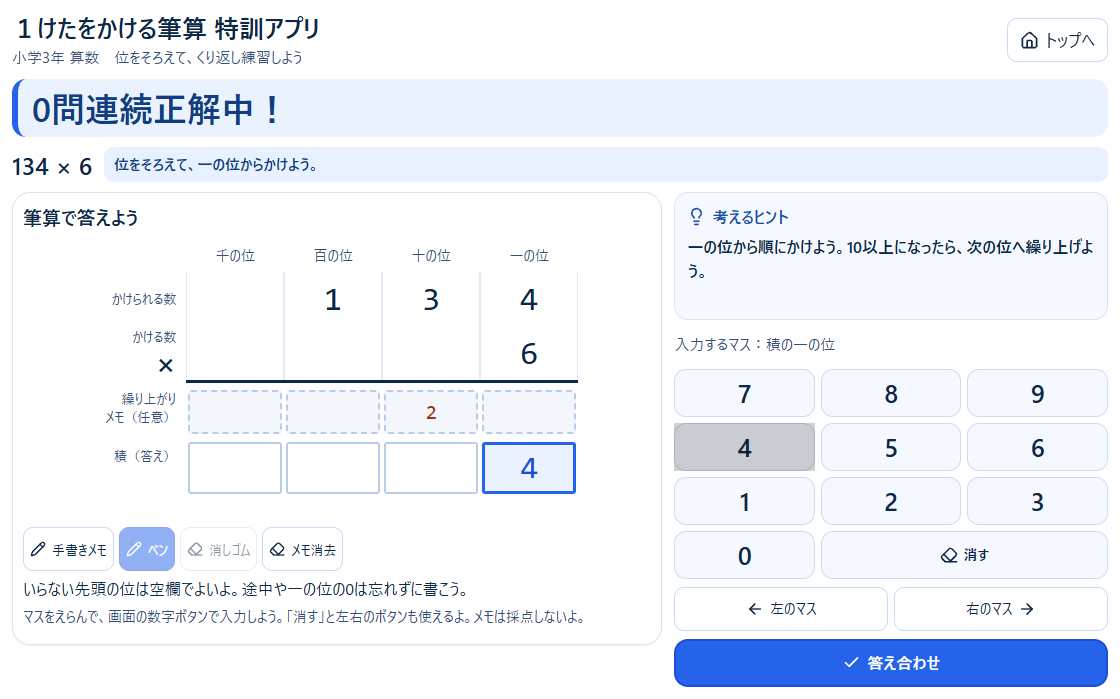 １けたをかける筆算 特訓アプリ
小学3年 算数　位をそろえて、くり返し練習しよう
トップへ
0問連続正解中！
134 × 6
位をそろえて、一の位からかけよう。
筆算で答えよう
千の位
百の位
十の位
一の位
かけられる数
1
3
4
かける数
×
6
繰り上がり
メモ（任意）
2
積（答え）
4
手書きメモ
ペン
消しゴム
メモ消去
いらない先頭の位は空欄でよいよ。途中や一の位の0は忘れずに書こう。
マスをえらんで、画面の数字ボタンで入力しよう。「消す」と左右のボタンも使えるよ。メモは採点しないよ。
考えるヒント
一の位から順にかけよう。10以上になったら、次の位へ繰り上げよ
う。
入力するマス：積の一の位
7
8
9
4
5
6
1
2
3
0
消す
← 左のマス
右のマス →
✓ 答え合わせ